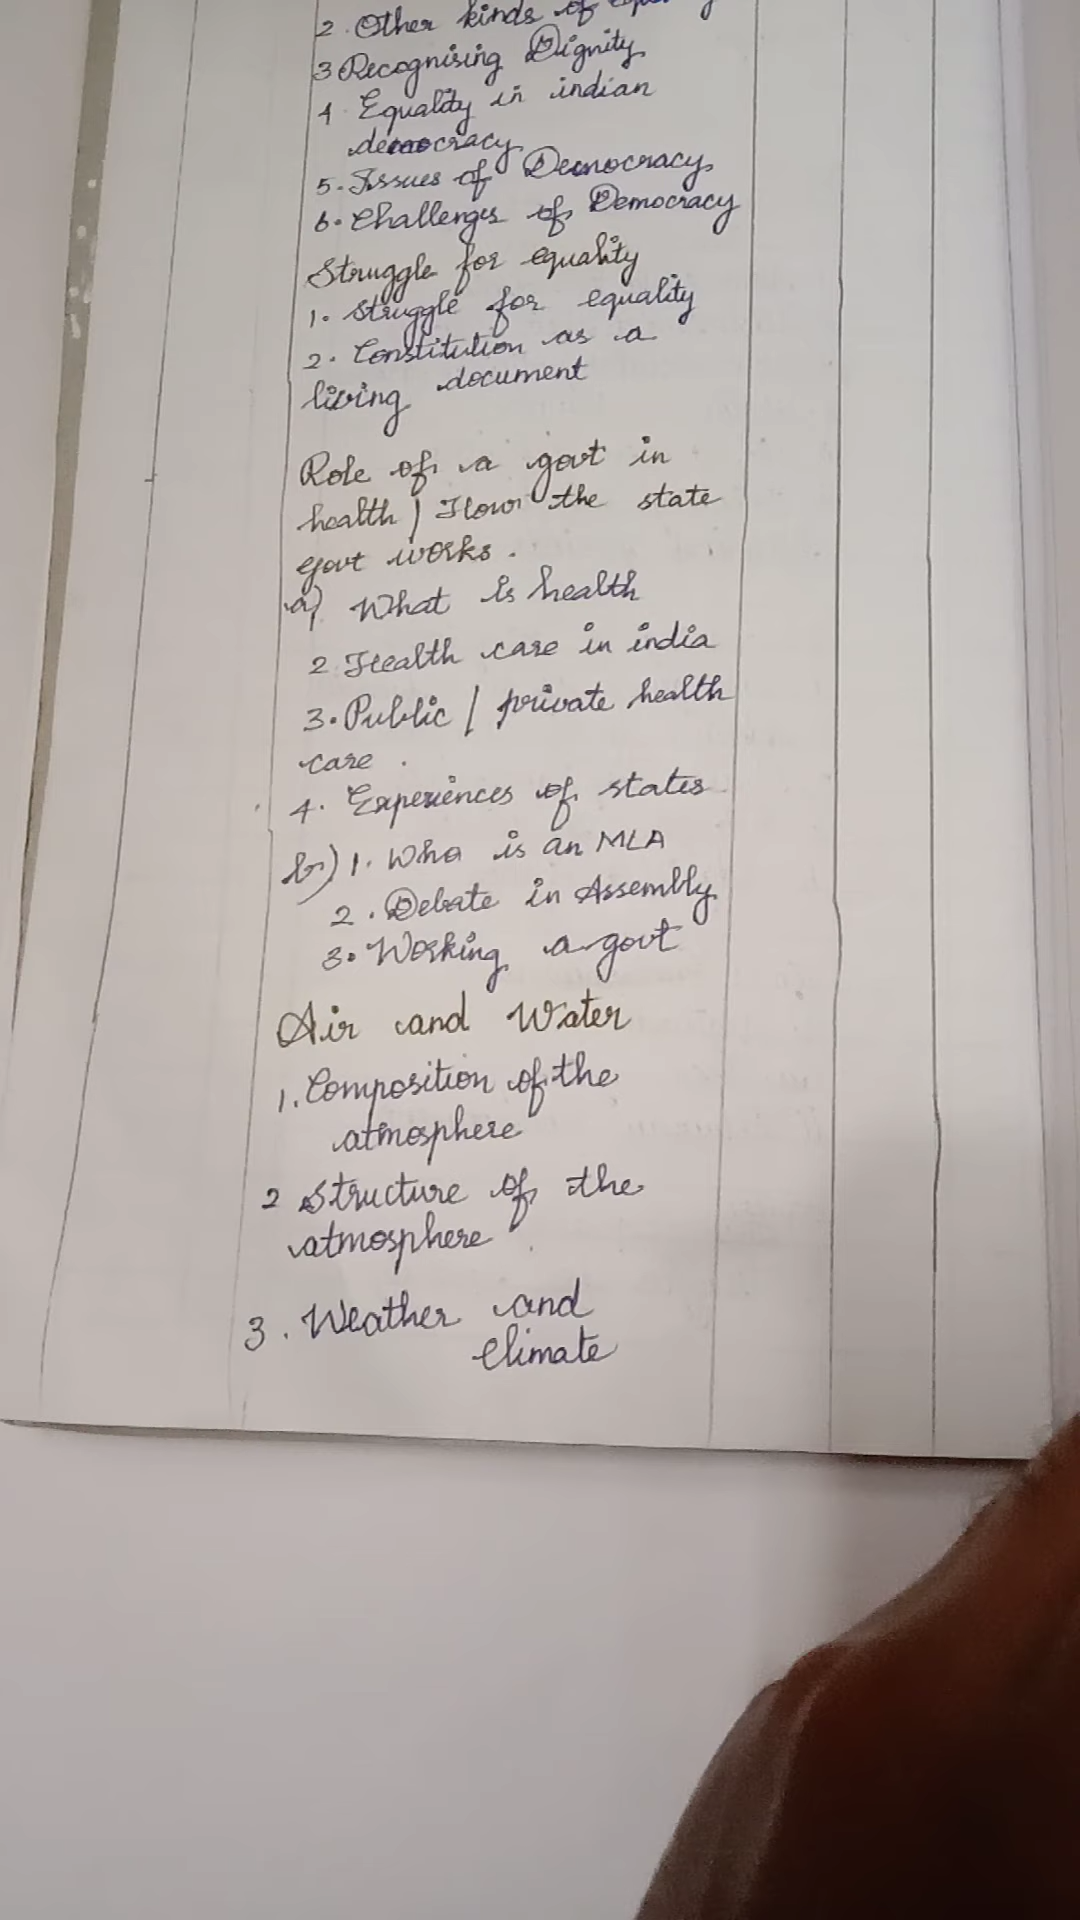 2. Other kinds of
3 Recognising Dignity
4 Equality in indian
democracy
5. Issues of Democracy
6. Challenges of Democracy
Struggle for equality
1. Struggle for equality
2. Constitution as a
living document
Role of a govt in
health / How the state
govt works.
a) What is health
2 Health care in india
3. Public / private health
care.
4. Experiences of states
b) 1. Who is an MLA
2. Debate in Assembly
3. Working a govt
Air and Water
1. Composition of the
atmosphere
2 Structure of the
atmosphere
3. Weather and
climate